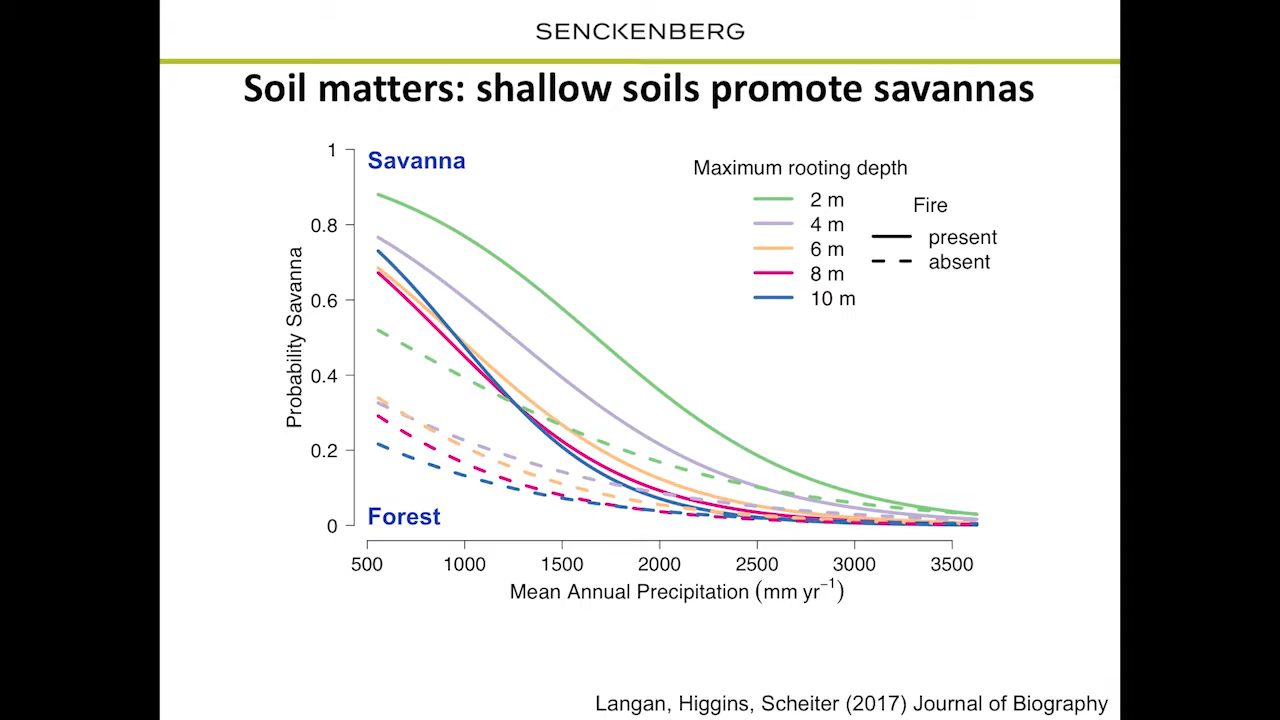 SENCKENBERG
Soil matters: shallow soils promote savannas
1
0.8
0.6
0.4
0.2
0
Probability Savanna
Savanna
Forest
Maximum rooting depth
2 m
4 m
6 m
8 m
10 m
Fire
present
absent
500 1000 1500 2000 2500 3000 3500
Mean Annual Precipitation (mm yr⁻¹)
Langan, Higgins, Scheiter (2017) Journal of Biography